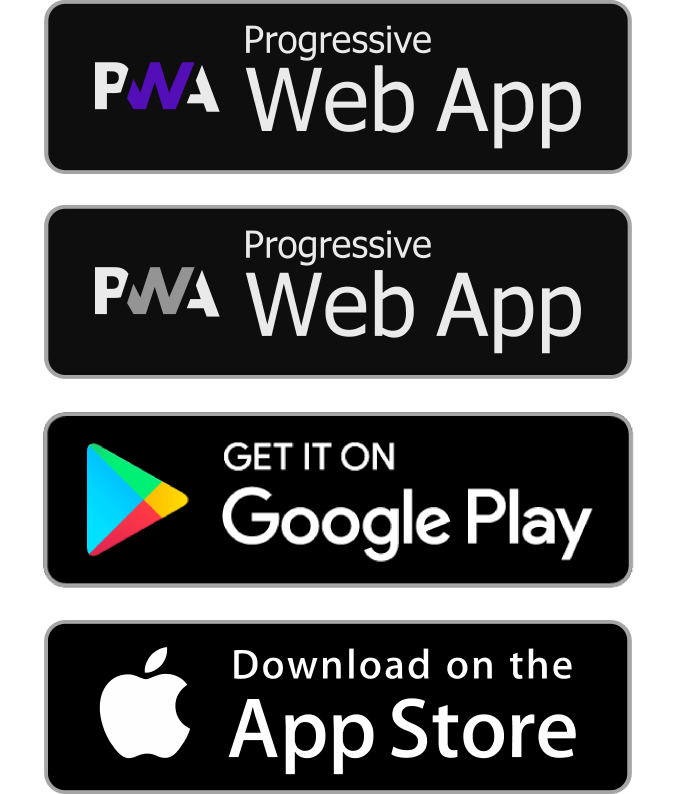 Progressive
PWA Web App
Progressive
PWA Web App
GET IT ON
Google Play
Download on the
App Store